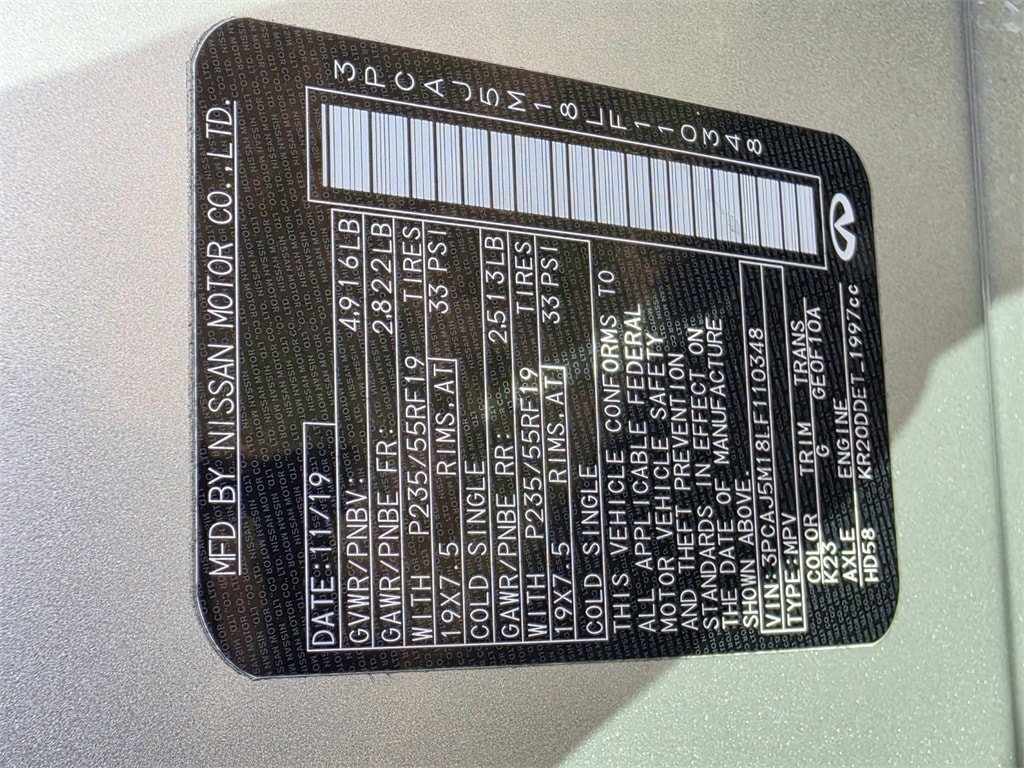 MFD BY NISSAN MOTOR CO.,LTD.
DATE:11/19
GVWR/PNBV: 4,916LB
GAWR/PNBE FR: 2,822LB
WITH P235/55RF19 TIRES
19X7.5 RIMS.AT 33 PSI
COLD SINGLE
GAWR/PNBE RR: 2,513LB
WITH P235/55RF19 TIRES
19X7.5 RIMS.AT 33 PSI
COLD SINGLE
THIS VEHICLE CONFORMS TO
ALL APPLICABLE FEDERAL
MOTOR VEHICLE SAFETY
AND THEFT PREVENTION
STANDARDS IN EFFECT ON
THE DATE OF MANUFACTURE
SHOWN ABOVE.
VIN:3PCAJ5M18LF110348
TYPE:MPV
COLOR TRIM TRANS
K23 G GEOF10A
AXLE ENGINE
HD58 KR20DDET_1997cc
3PCAJ5M18LF110348